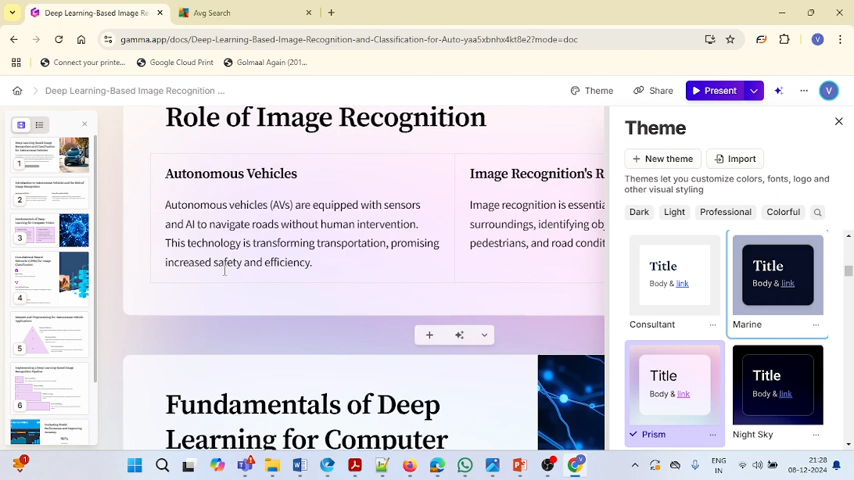 Deep Learning-Based Image Rec
Avg Search
gamma.app/docs/Deep-Learning-Based-Image-Recognition-and-Classification-for-Auto-yaa5xbnhx4kt8e2?mode=doc
V
Connect your printe...
Google Cloud Print
Golmaal Again (201...
Deep Learning-Based Image Recognition ...
Theme
Share
Present
V
1
2
3
4
5
6
Role of Image Recognition
Autonomous Vehicles
Autonomous vehicles (AVs) are equipped with sensors
and AI to navigate roads without human intervention.
This technology is transforming transportation, promising
increased safety and efficiency.
Image Recognition's R
Image recognition is essentia
surroundings, identifying obj
pedestrians, and road conditi
Fundamentals of Deep
Learning for Computer
Theme
New theme
Import
Themes let you customize colors, fonts, logo and
other visual styling
Dark
Light
Professional
Colorful
Title
Body & link
Consultant
Title
Body & link
Marine
Title
Body & link
Prism
Title
Body & link
Night Sky
ENG
IN
21:28
08-12-2024